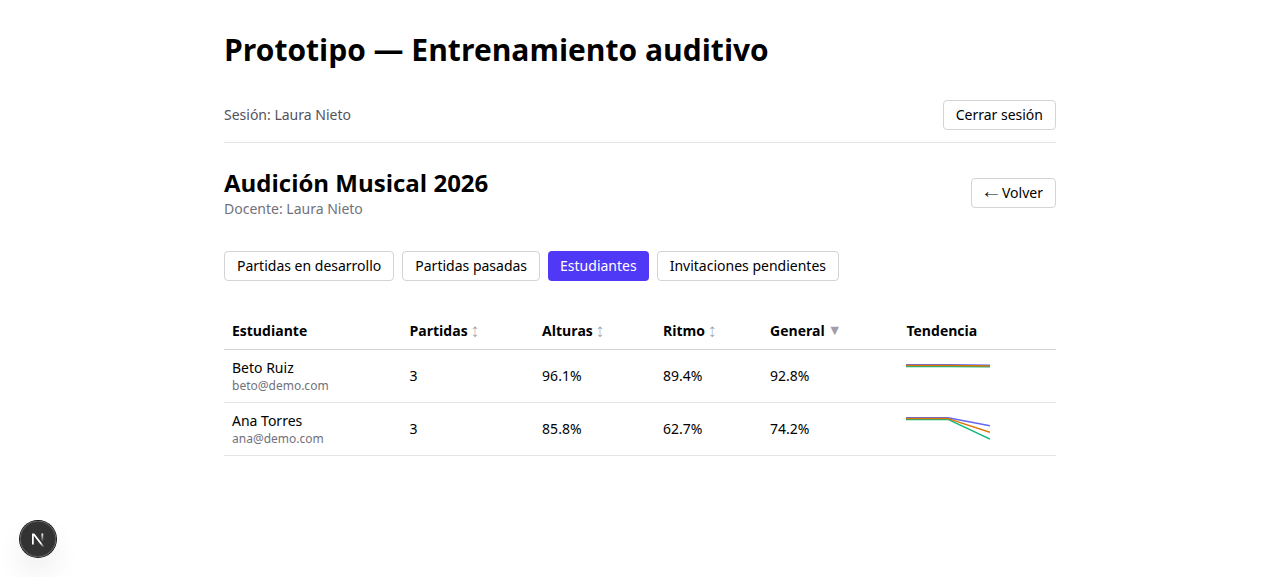 Prototipo — Entrenamiento auditivo
Sesión: Laura Nieto
Cerrar sesión
Audición Musical 2026
Docente: Laura Nieto
← Volver
Partidas en desarrollo
Partidas pasadas
Estudiantes
Invitaciones pendientes
Estudiante Partidas ↕ Alturas ↕ Ritmo ↕ General ▼ Tendencia
Beto Ruiz
beto@demo.com
3 96.1% 89.4% 92.8%
Ana Torres
ana@demo.com
3 85.8% 62.7% 74.2%
N